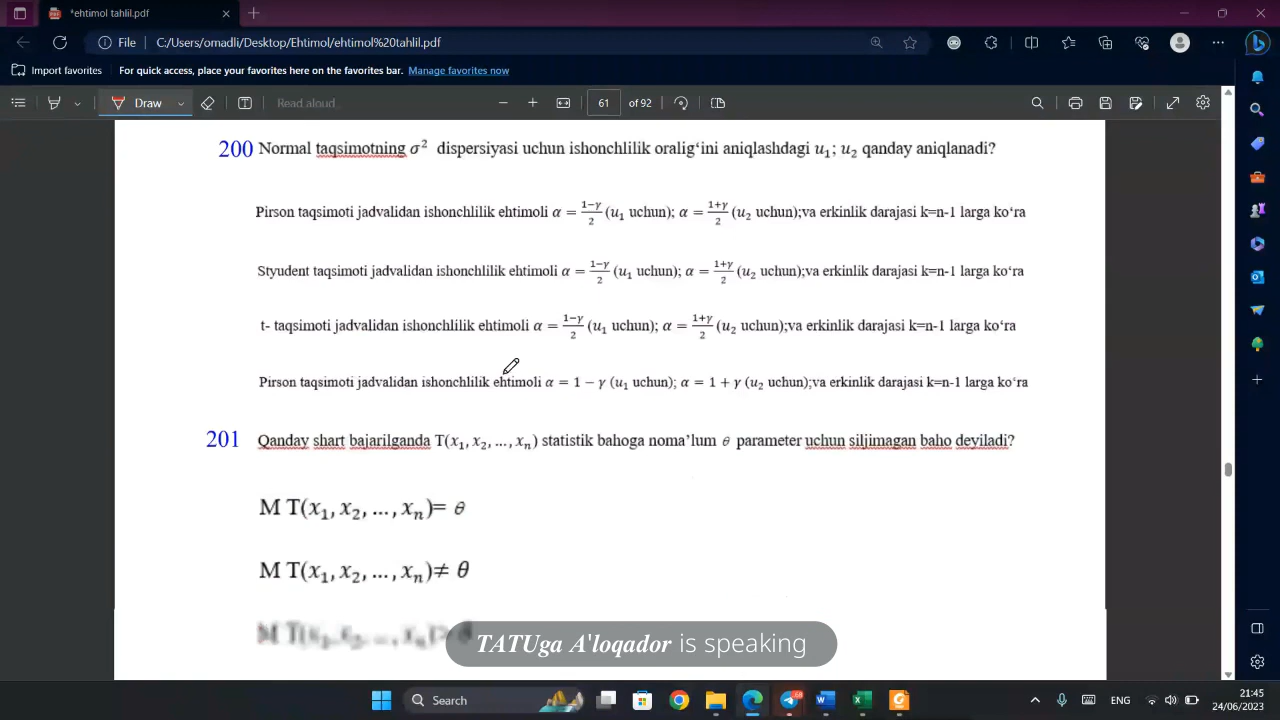 *ehtimol tahlil.pdf
File C:/Users/omadli/Desktop/Ehtimol/ehtimol%20tahlil.pdf
Import favorites For quick access, place your favorites here on the favorites bar. Manage favorites now
Draw Read aloud 61 of 92
200 Normal taqsimotning σ² dispersiyasi uchun ishonchlilik oralig‘ini aniqlashdagi u₁; u₂ qanday aniqlanadi?
Pirson taqsimoti jadvalidan ishonchlilik ehtimoli α = (1−γ)/2 (u₁ uchun); α = (1+γ)/2 (u₂ uchun);va erkinlik darajasi k=n-1 larga ko‘ra
Styudent taqsimoti jadvalidan ishonchlilik ehtimoli α = (1−γ)/2 (u₁ uchun); α = (1+γ)/2 (u₂ uchun);va erkinlik darajasi k=n-1 larga ko‘ra
t- taqsimoti jadvalidan ishonchlilik ehtimoli α = (1−γ)/2 (u₁ uchun); α = (1+γ)/2 (u₂ uchun);va erkinlik darajasi k=n-1 larga ko‘ra
Pirson taqsimoti jadvalidan ishonchlilik ehtimoli α = 1 − γ (u₁ uchun); α = 1 + γ (u₂ uchun);va erkinlik darajasi k=n-1 larga ko‘ra
201 Qanday shart bajarilganda T(x₁, x₂, ..., xₙ) statistik bahoga noma’lum θ parameter uchun siljimagan baho deyiladi?
M T(x₁, x₂, ..., xₙ)= θ
M T(x₁, x₂, ..., xₙ)≠ θ
TATUga A'loqador is speaking
Search
ENG
21:45
24/06/2023